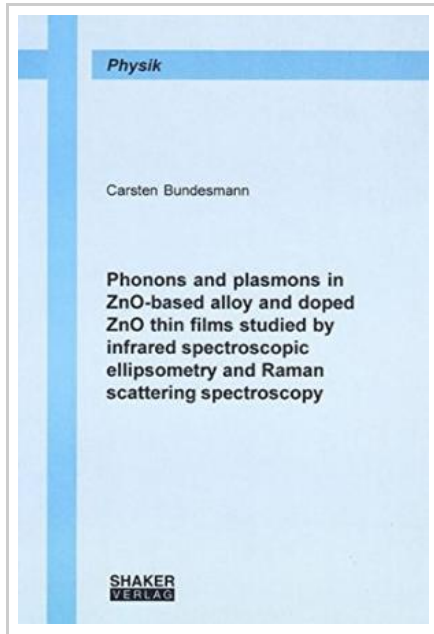 Physik
Carsten Bundesmann
Phonons and plasmons in
ZnO-based alloy and doped
ZnO thin films studied by
infrared spectroscopic
ellipsometry and Raman
scattering spectroscopy
SHAKER
VERLAG